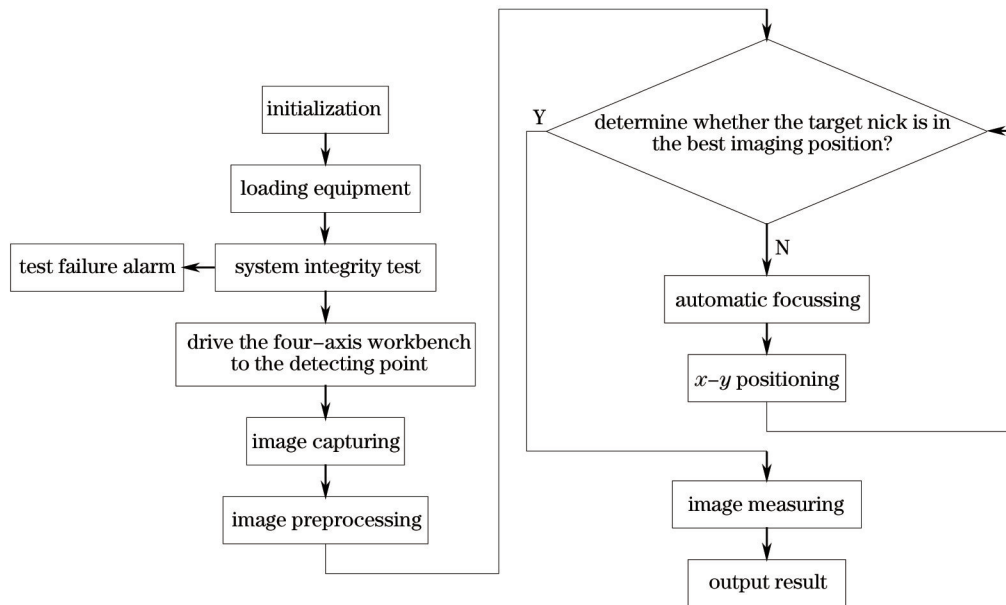 initialization
loading equipment
test failure alarm
system integrity test
drive the four-axis workbench
to the detecting point
image capturing
image preprocessing
determine whether the target nick is in
the best imaging position?
Y
N
automatic focussing
x-y positioning
image measuring
output result